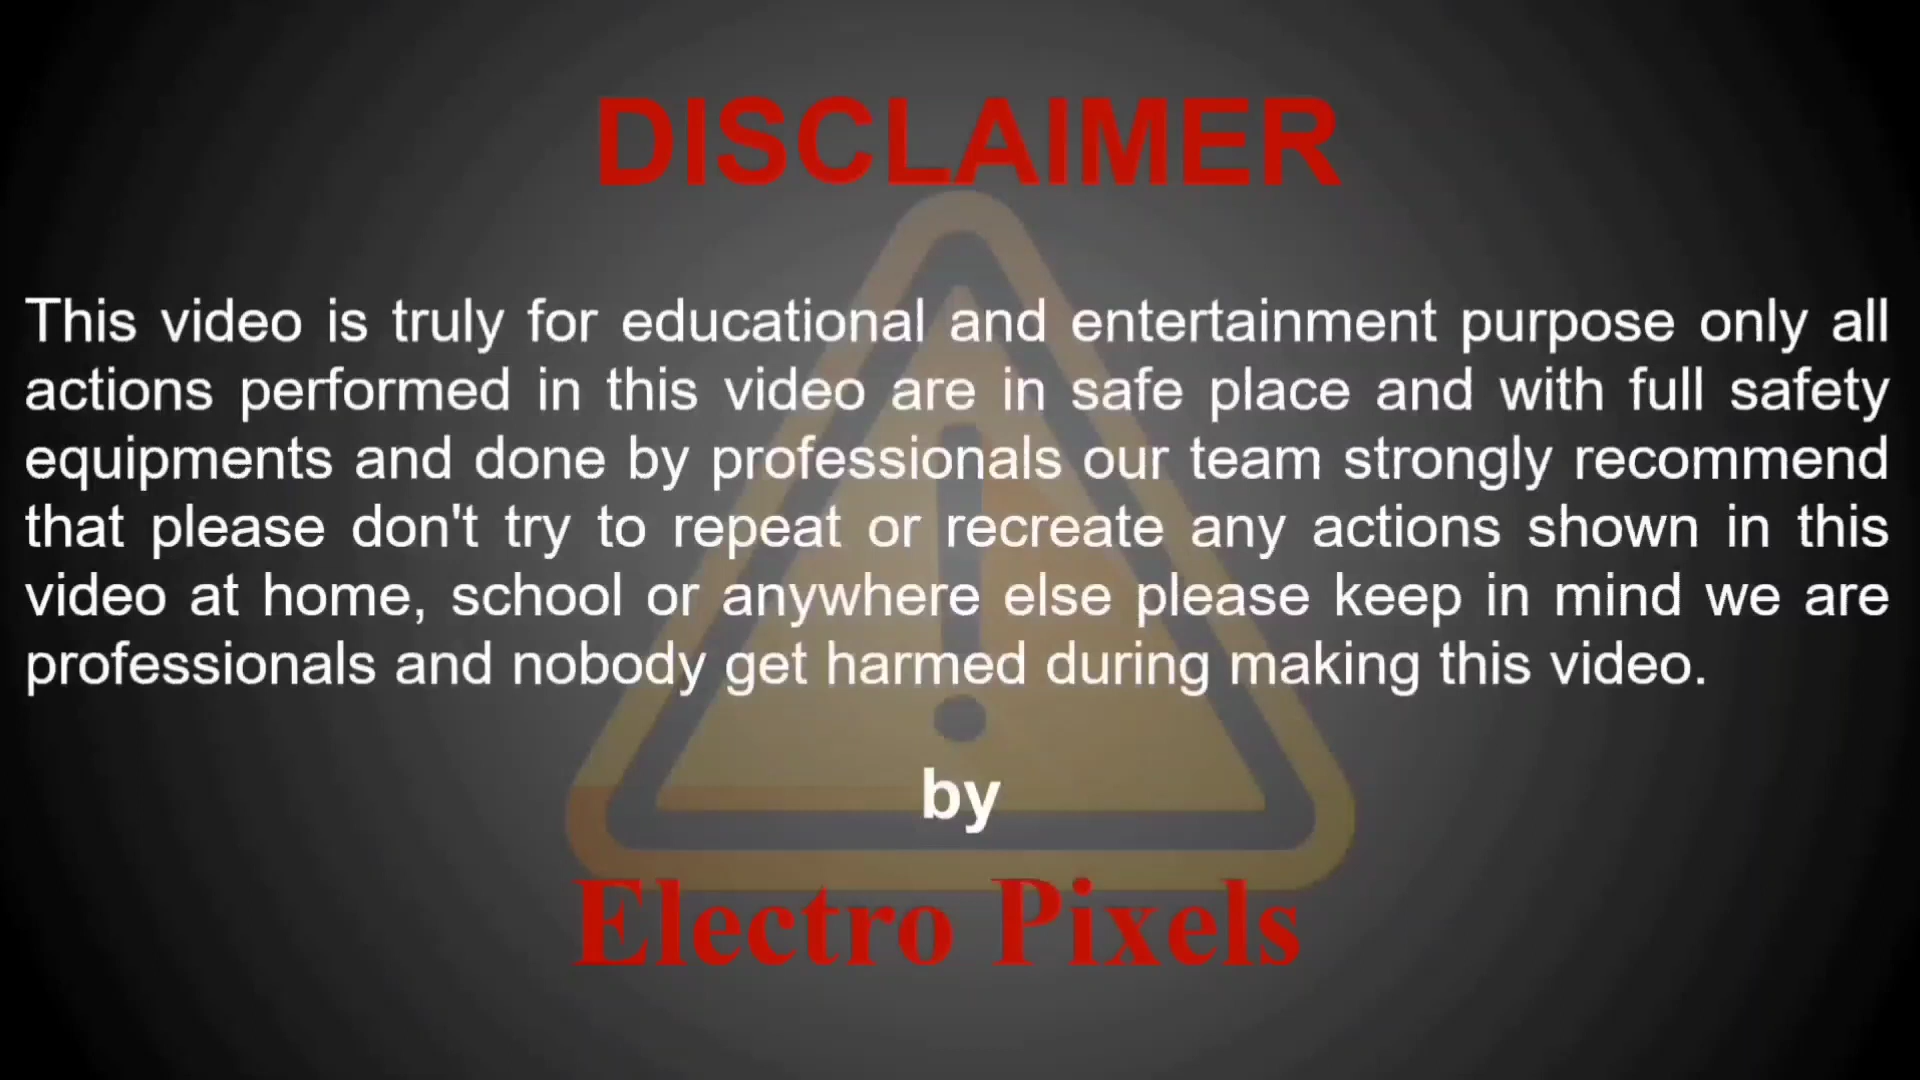 DISCLAIMER
This video is truly for educational and entertainment purpose only all
actions performed in this video are in safe place and with full safety
equipments and done by professionals our team strongly recommend
that please don't try to repeat or recreate any actions shown in this
video at home, school or anywhere else please keep in mind we are
professionals and nobody get harmed during making this video.
by
Electro Pixels